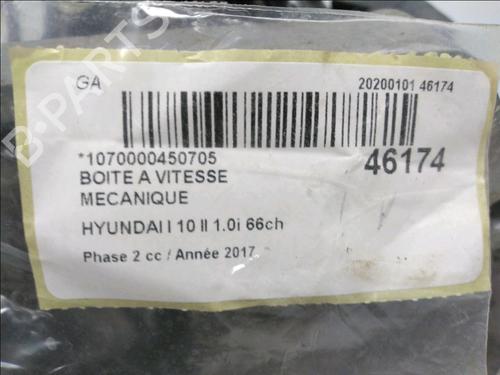 GA
20200101 46174
*1070000450705
46174
BOITE A VITESSE
MECANIQUE
HYUNDAI I 10 II 1.0i 66ch
Phase 2 cc / Année 2017
B-PARTS